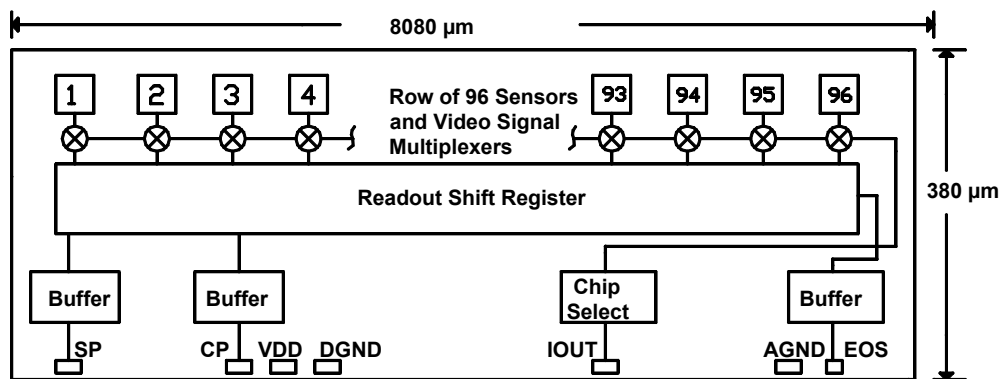 8080 µm
1 2 3 4
Row of 96 Sensors
and Video Signal
Multiplexers
93 94 95 96
Readout Shift Register
380 µm
Buffer
Buffer
Chip
Select
Buffer
SP
CP
VDD
DGND
IOUT
AGND
EOS